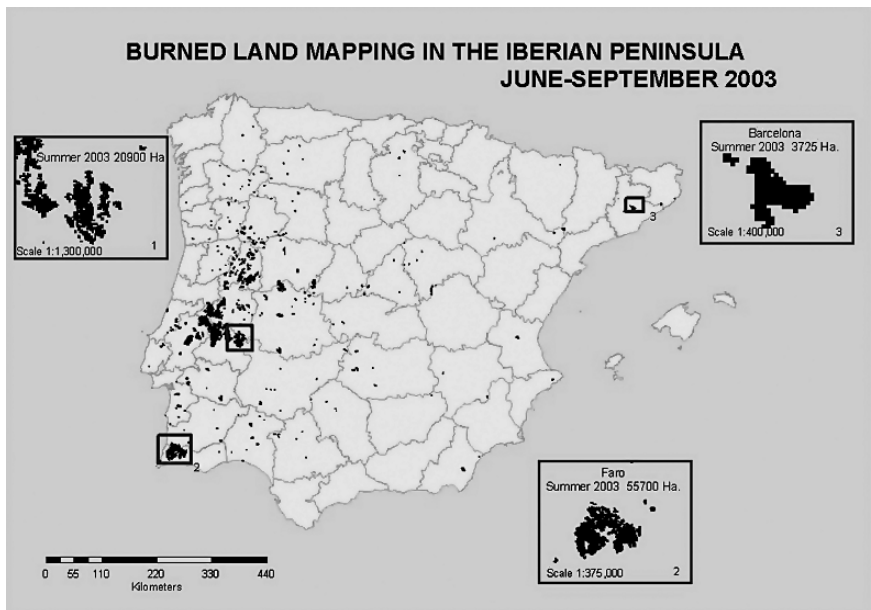 BURNED LAND MAPPING IN THE IBERIAN PENINSULA
JUNE-SEPTEMBER 2003
Summer 2003 20900 Ha
Scale 1:1,300,000
1
Barcelona
Summer 2003 3725 Ha.
Scale 1:400,000
3
3
2
Faro
Summer 2003 55700 Ha.
Scale 1:375,000
2
0 55 110 220 330 440
Kilometers